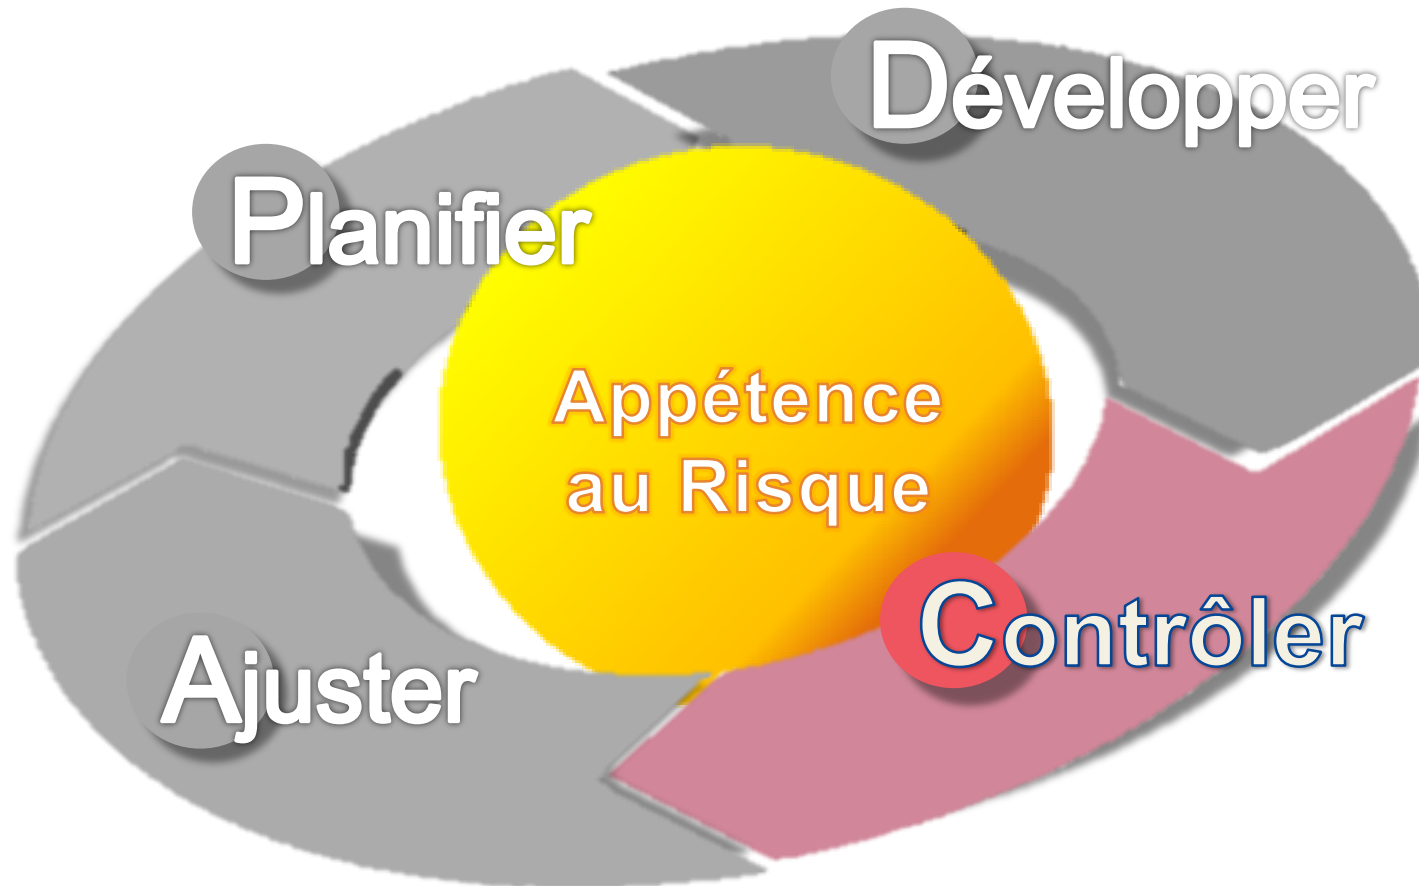 Développer
Planifier
Appétence
au Risque
Contrôler
Ajuster